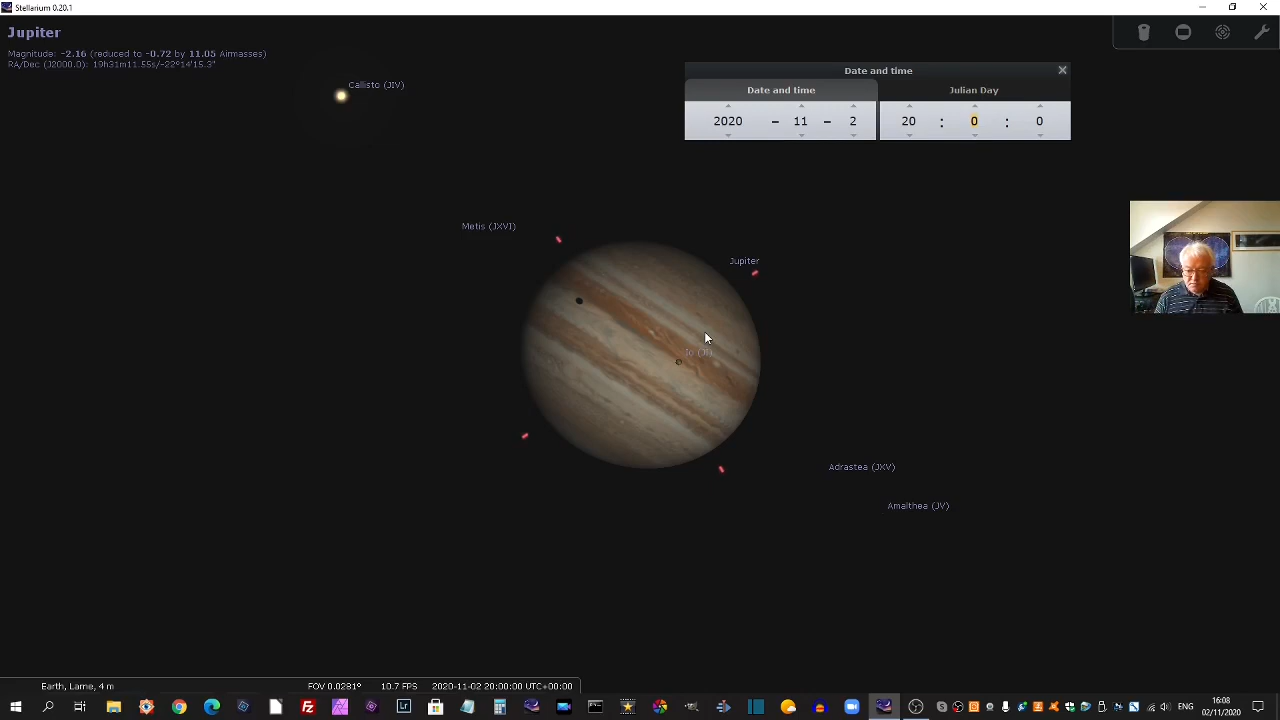 Stellarium 0.20.1
Jupiter
Magnitude: -2.16 (reduced to -0.72 by 11.05 Airmasses)
RA/Dec (J2000.0): 19h31m11.55s/-22°14'15.3"
Date and time
Date and time Julian Day
2020 - 11 - 2 20 : 0 : 0
Callisto (JIV)
Metis (JXVI)
Jupiter
Io (JI)
Adrastea (JXV)
Amalthea (JV)
Earth, Larne, 4 m FOV 0.0281° 10.7 FPS 2020-11-02 20:00:00 UTC+00:00
ENG
16:08
02/11/2020